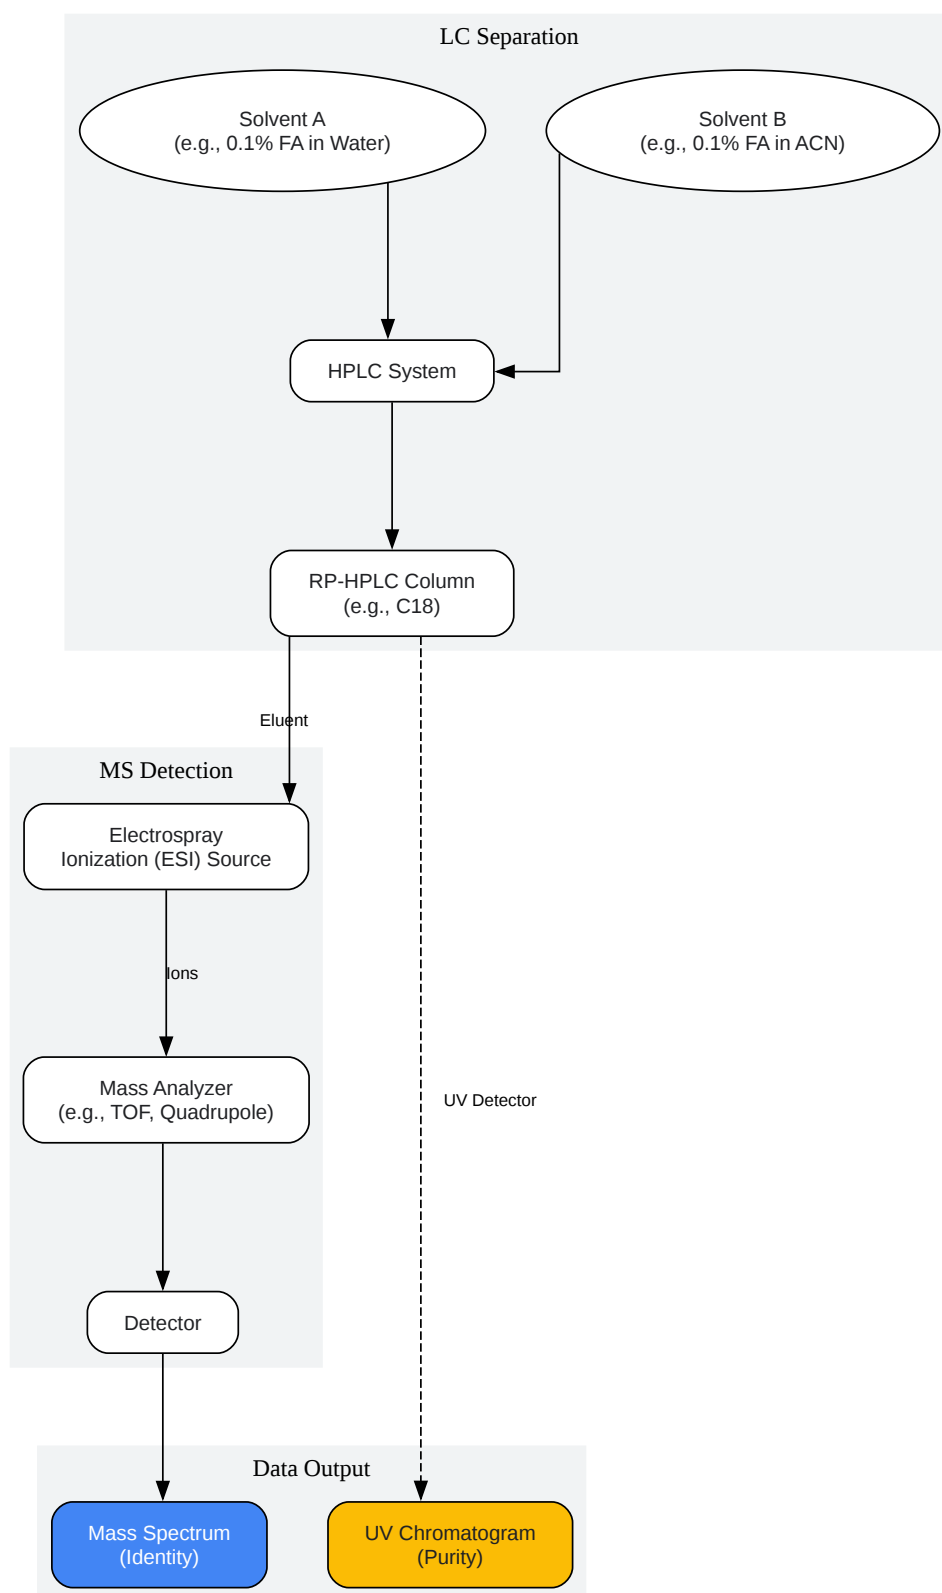 LC Separation
Solvent A
(e.g., 0.1% FA in Water)
Solvent B
(e.g., 0.1% FA in ACN)
HPLC System
RP-HPLC Column
(e.g., C18)
Eluent
MS Detection
Electrospray
Ionization (ESI) Source
Ions
Mass Analyzer
(e.g., TOF, Quadrupole)
UV Detector
Detector
Data Output
Mass Spectrum
(Identity)
UV Chromatogram
(Purity)